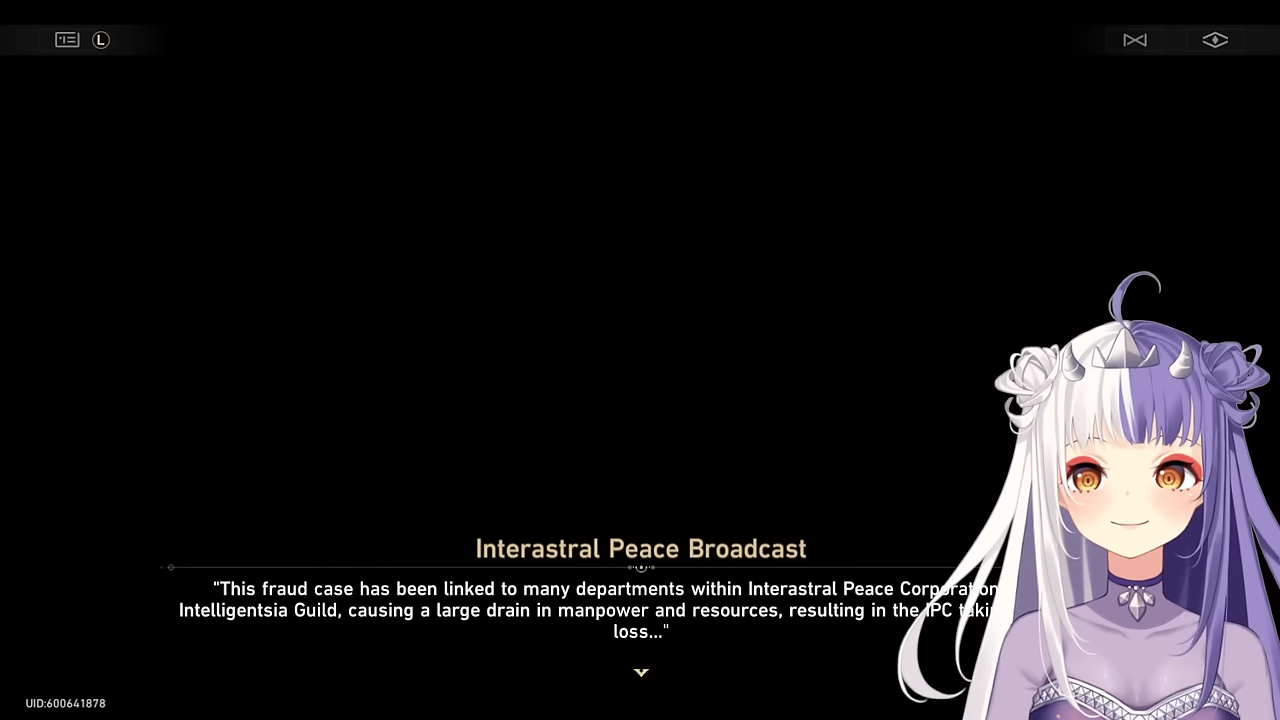 L
Interastral Peace Broadcast
"This fraud case has been linked to many departments within Interastral Peace Corporation
Intelligentsia Guild, causing a large drain in manpower and resources, resulting in the IPC
loss..."
UID:600641878